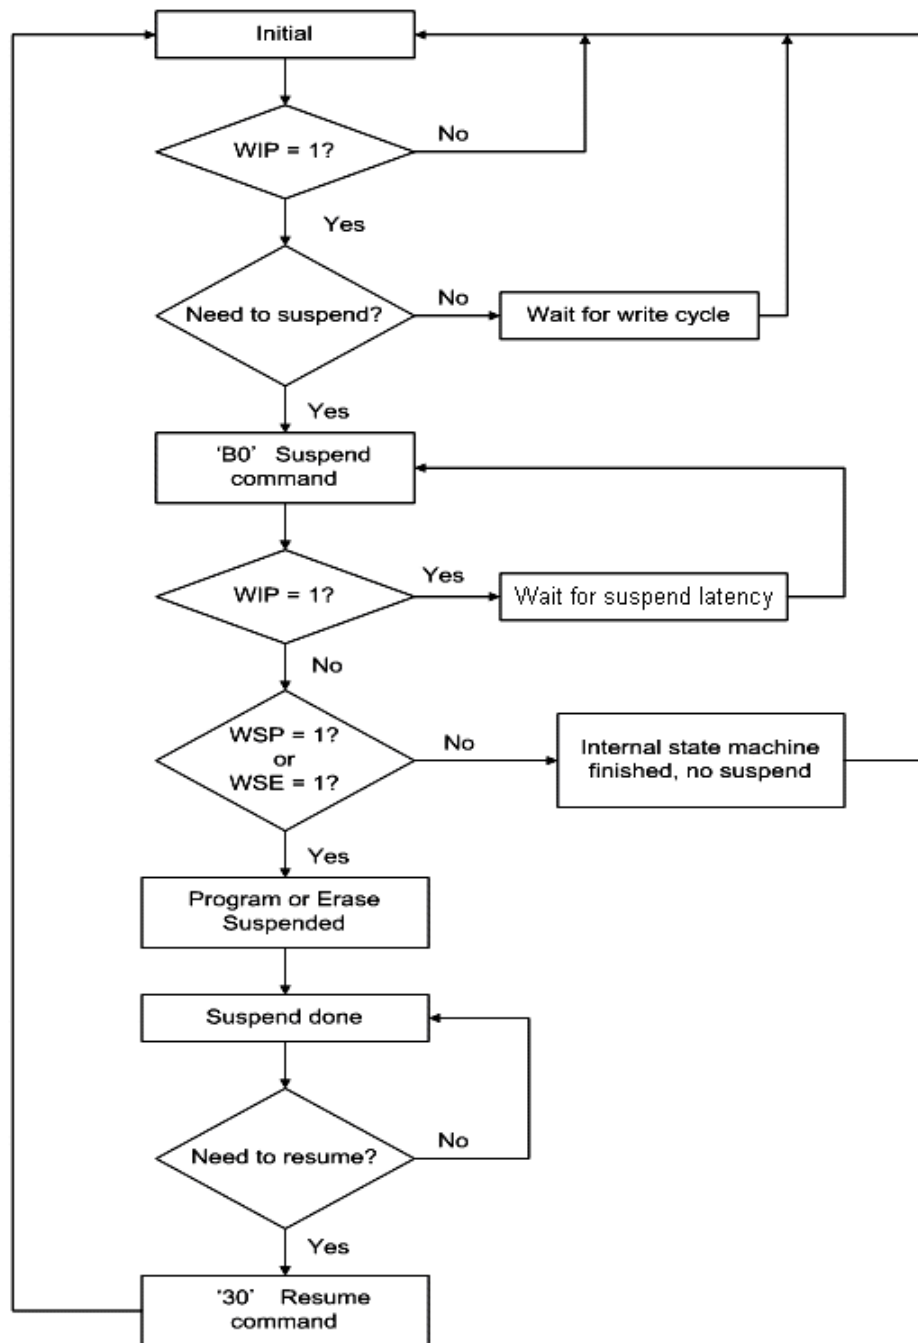 Initial
WIP = 1?
No
Yes
Need to suspend?
No
Wait for write cycle
Yes
‘B0’ Suspend
command
WIP = 1?
Yes
Wait for suspend latency
No
WSP = 1?
or
WSE = 1?
No
Internal state machine
finished, no suspend
Yes
Program or Erase
Suspended
Suspend done
Need to resume?
No
Yes
‘30’ Resume
command